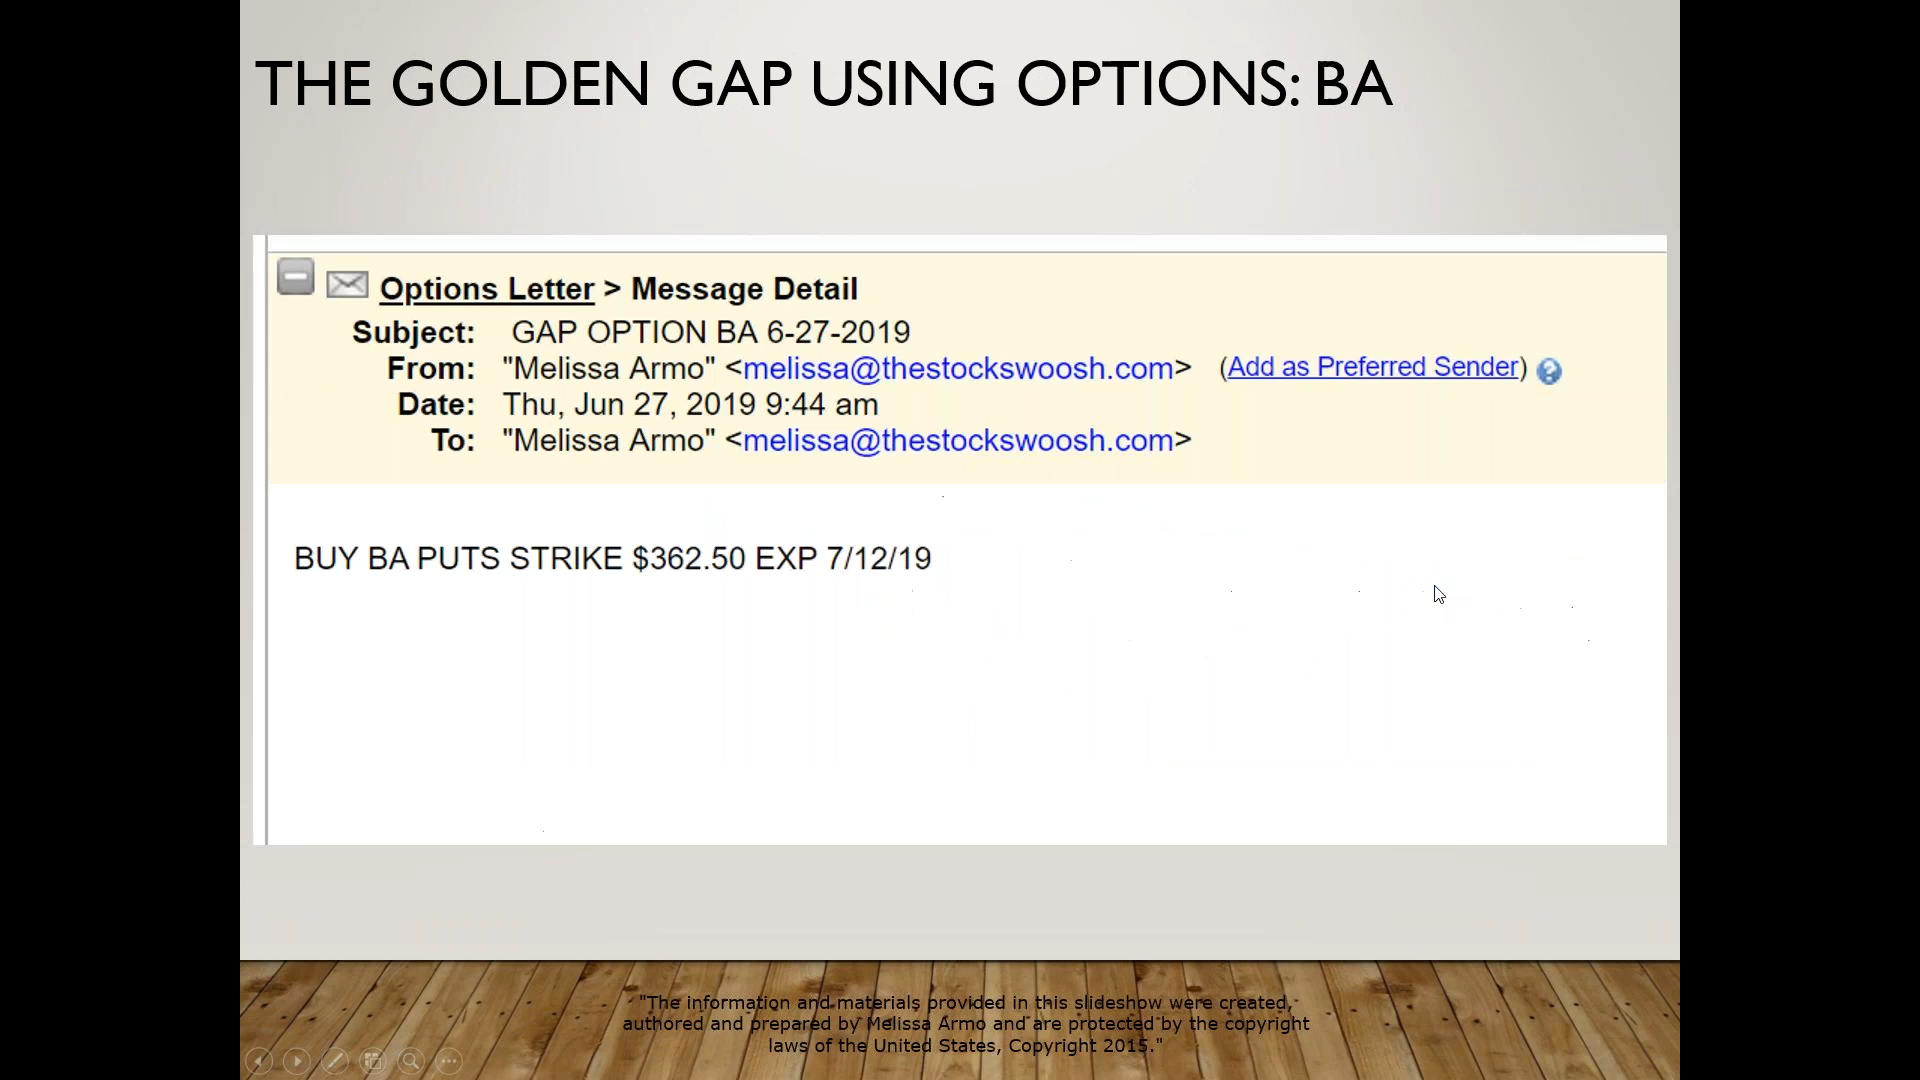 THE GOLDEN GAP USING OPTIONS: BA
Options Letter > Message Detail
Subject: GAP OPTION BA 6-27-2019
From: "Melissa Armo" <melissa@thestockswoosh.com> (Add as Preferred Sender) ?
Date: Thu, Jun 27, 2019 9:44 am
To: "Melissa Armo" <melissa@thestockswoosh.com>
BUY BA PUTS STRIKE $362.50 EXP 7/12/19
"The information and materials provided in this slideshow were created,
authored and prepared by Melissa Armo and are protected by the copyright
laws of the United States, Copyright 2015."